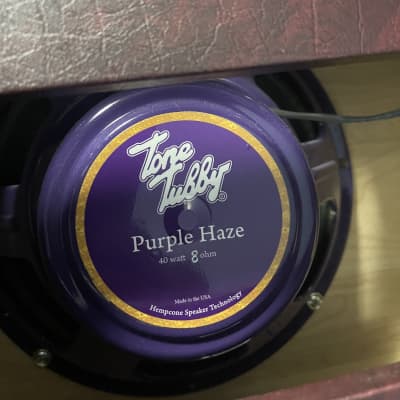 Tone
Tubby®
Purple Haze
40 watt 8 ohm
Made in the USA
Hempcone Speaker Technology